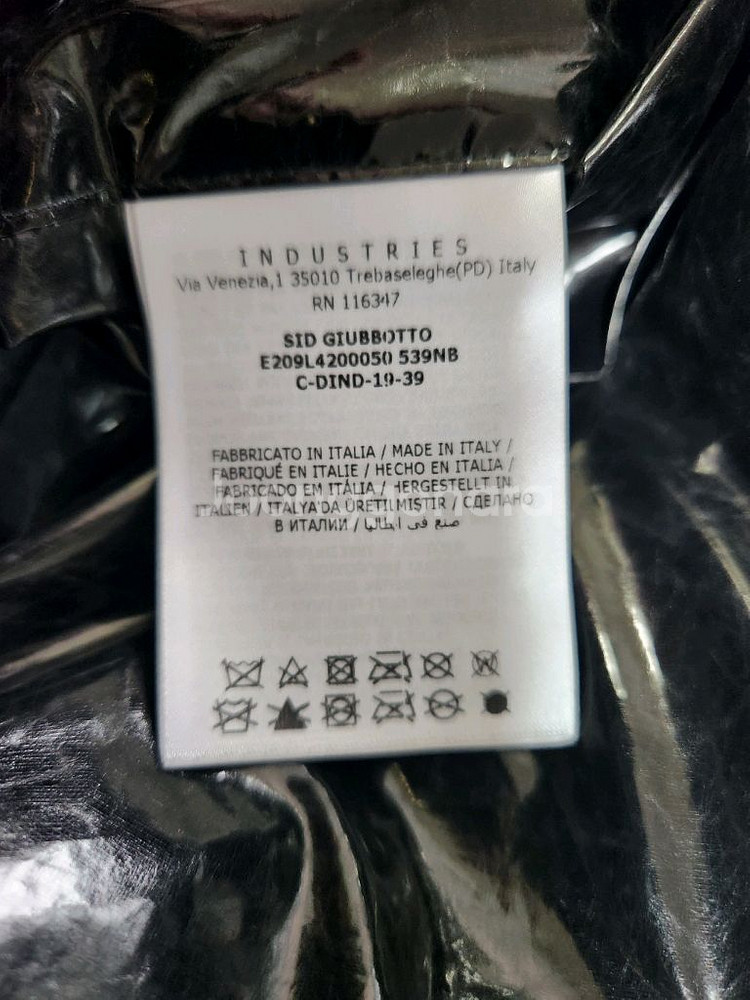 INDUSTRIES
Via Venezia,1 35010 Trebaseleghe(PD) Italy
RN 116347
SID GIUBBOTTO
E209L4200050 539NB
C-DIND-19-39
FABBRICATO IN ITALIA / MADE IN ITALY /
FABRIQUÉ EN ITALIE / HECHO EN ITALIA /
FABRICADO EM ITÁLIA / HERGESTELLT IN
ITALIEN / ITALYA'DA ÜRETILMISTIR / СДЕЛАНО
В ИТАЛИИ / صنع في ايطاليا